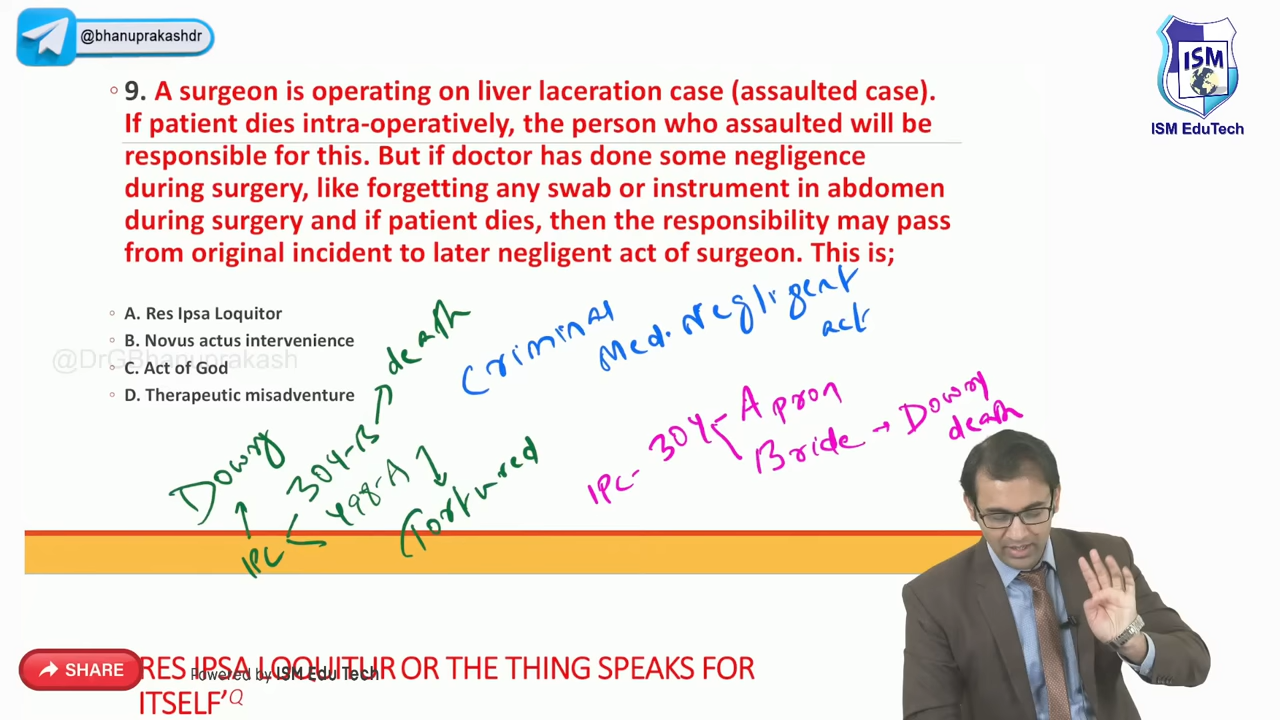 @bhanuprakashdr
ISM
ISM EduTech
9. A surgeon is operating on liver laceration case (assaulted case).
If patient dies intra-operatively, the person who assaulted will be
responsible for this. But if doctor has done some negligence
during surgery, like forgetting any swab or instrument in abdomen
during surgery and if patient dies, then the responsibility may pass
from original incident to later negligent act of surgeon. This is;
A. Res Ipsa Loquitor
B. Novus actus intervenience
@DrGBhanuprakash
C. Act of God
D. Therapeutic misadventure
death
Criminal
Med. Negligent
act
Dowry
304-B
498-A
(Tortured
IPC
IPC- 304 - Apron
Bride → Dowry
death
SHARE
RES IPSA LOQUITUR OR THE THING SPEAKS FOR
Powered by ISM Edu Tech
ITSELF’Q